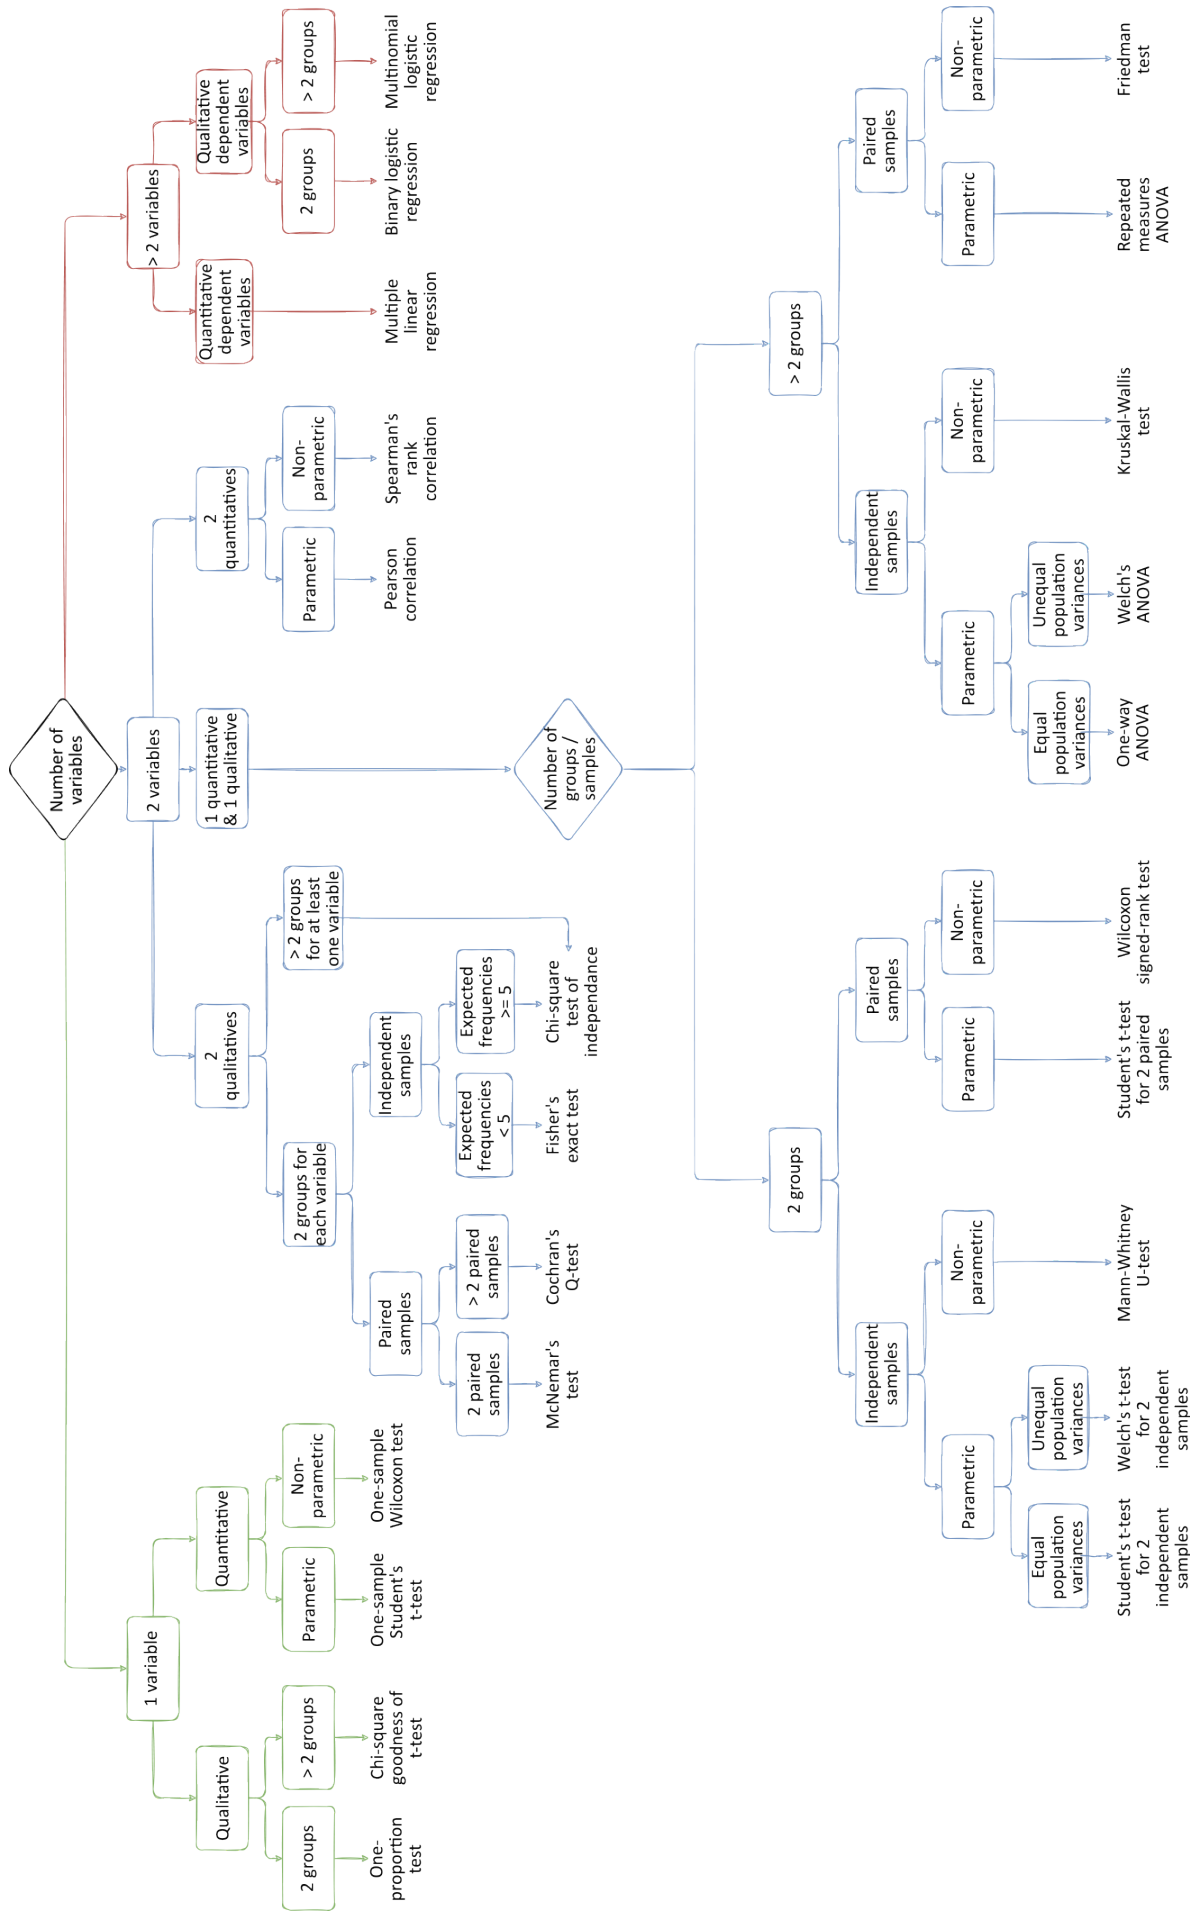 Number of
variables
1 variable
2 variables
> 2 variables
Qualitative
Quantitative
2
qualitatives
1 quantitative
& 1 qualitative
2
quantitatives
Quantitative
dependent
variables
Qualitative
dependent
variables
2 groups
> 2 groups
Parametric
Non-
parametric
2 groups for
each variable
> 2 groups
for at least
one variable
Parametric
Non-
parametric
2 groups
> 2 groups
One-
proportion
test
Chi-square
goodness of
t-test
One-sample
Student's
t-test
One-sample
Wilcoxon test
Paired
samples
Independent
samples
Pearson
correlation
Spearman's
rank
correlation
Multiple
linear
regression
Binary logistic
regression
Multinomial
logistic
regression
2 paired
samples
> 2 paired
samples
Expected
frequencies
< 5
Expected
frequencies
>= 5
McNemar's
test
Cochran's
Q-test
Fisher's
exact test
Chi-square
test of
independance
Number of
groups /
samples
2 groups
> 2 groups
Independent
samples
Paired
samples
Independent
samples
Paired
samples
Parametric
Non-
parametric
Parametric
Non-
parametric
Parametric
Non-
parametric
Parametric
Non-
parametric
Equal
population
variances
Unequal
population
variances
Equal
population
variances
Unequal
population
variances
Student's t-test
for 2
independent
samples
Welch's t-test
for 2
independent
samples
Mann-Whitney
U-test
Student's t-test
for 2 paired
samples
Wilcoxon
signed-rank test
One-way
ANOVA
Welch's
ANOVA
Kruskal-Wallis
test
Repeated
measures
ANOVA
Friedman
test